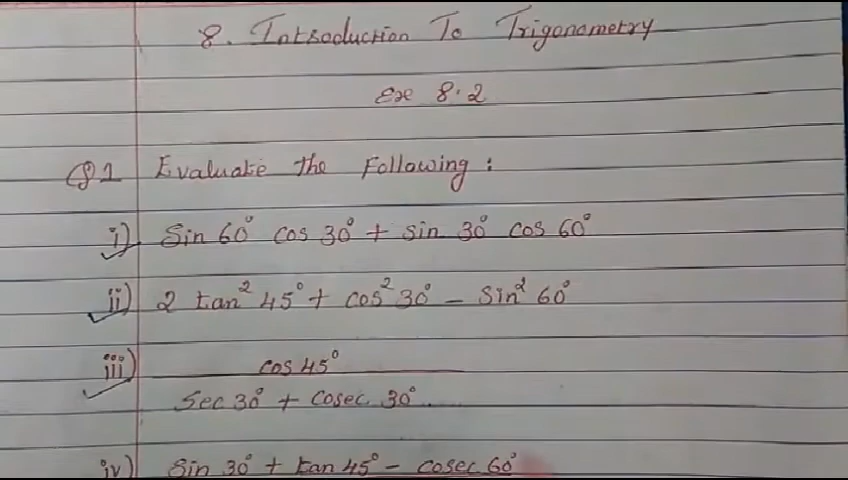 8. Introduction To Trigonometry
Ex 8.2
Q1 Evaluate the Following :
i) Sin 60° cos 30° + sin 30° cos 60°
ii) 2 tan² 45° + cos² 30° - Sin² 60°
iii) cos 45°
Sec 30° + Cosec 30°
iv) Sin 30° + tan 45° - cosec 60°